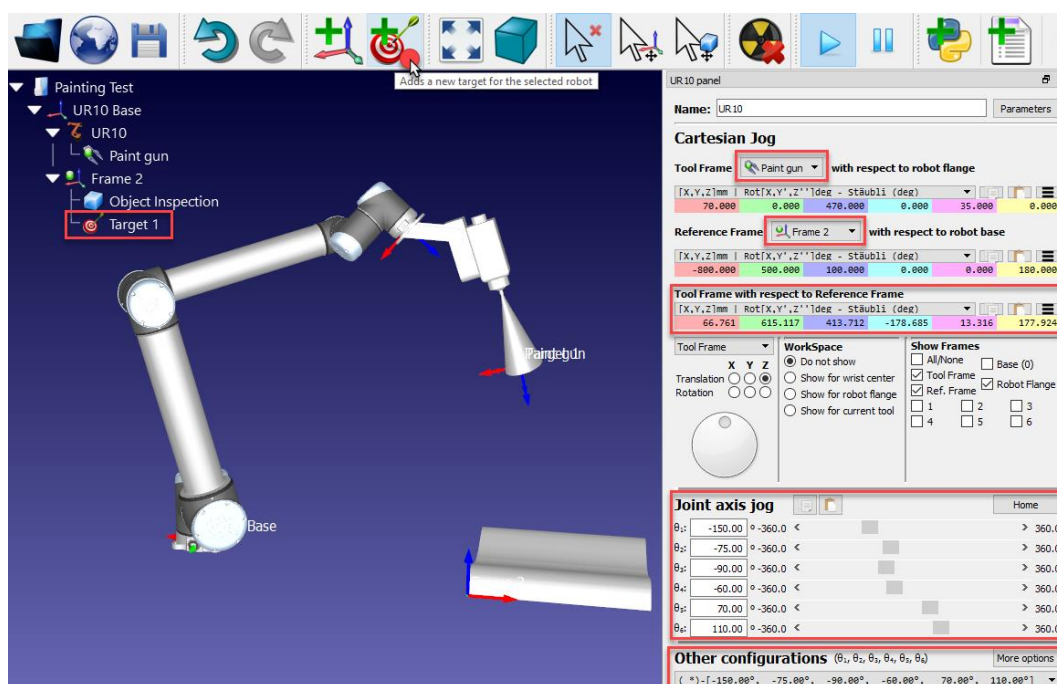 Adds a new target for the selected robot
Painting Test
UR10 Base
UR10
Paint gun
Frame 2
Object Inspection
Target 1
Base
UR10 panel
Name: UR10 Parameters
Cartesian Jog
Tool Frame Paint gun with respect to robot flange
[X,Y,Z]mm | Rot[X,Y',Z'']deg - Stäubli (deg)
70.000 0.000 470.000 0.000 35.000 0.000
Reference Frame Frame 2 with respect to robot base
[X,Y,Z]mm | Rot[X,Y',Z'']deg - Stäubli (deg)
-800.000 500.000 100.000 0.000 0.000 180.000
Tool Frame with respect to Reference Frame
[X,Y,Z]mm | Rot[X,Y',Z'']deg - Stäubli (deg)
66.761 615.117 413.712 -178.685 13.316 177.924
Tool Frame
X Y Z
Translation
Rotation
WorkSpace
Do not show
Show for wrist center
Show for robot flange
Show for current tool
Show Frames
All/None Base (0)
Tool Frame
Ref. Frame Robot Flange
1 2 3
4 5 6
Joint axis jog Home
θ₁: -150.00 º -360.0 < > 360.0
θ₂: -75.00 º -360.0 < > 360.0
θ₃: -90.00 º -360.0 < > 360.0
θ₄: -60.00 º -360.0 < > 360.0
θ₅: 70.00 º -360.0 < > 360.0
θ₆: 110.00 º -360.0 < > 360.0
Other configurations (θ₁, θ₂, θ₃, θ₄, θ₅, θ₆) More options
( *)-[-150.00°, -75.00°, -90.00°, -60.00°, 70.00°, 110.00°]